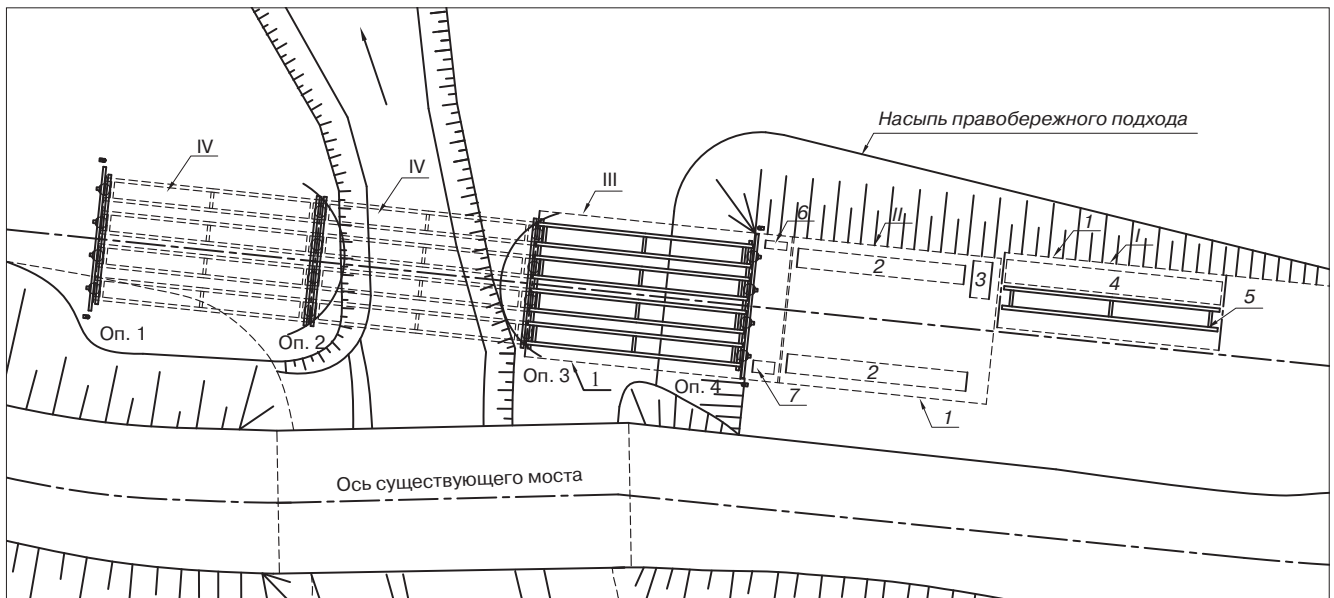 Насыпь правобережного подхода
IV
IV
III
6
II
1
I
2
3
4
5
Оп. 1
Оп. 2
Оп. 3
1
Оп. 4
7
2
1
Ось существующего моста